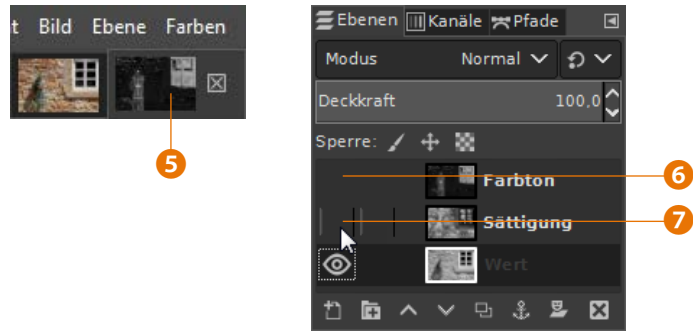 t Bild Ebene Farben
5
Ebenen Kanäle Pfade
Modus Normal
Deckkraft 100,0
Sperre:
Farbton
6
Sättigung
7
Wert